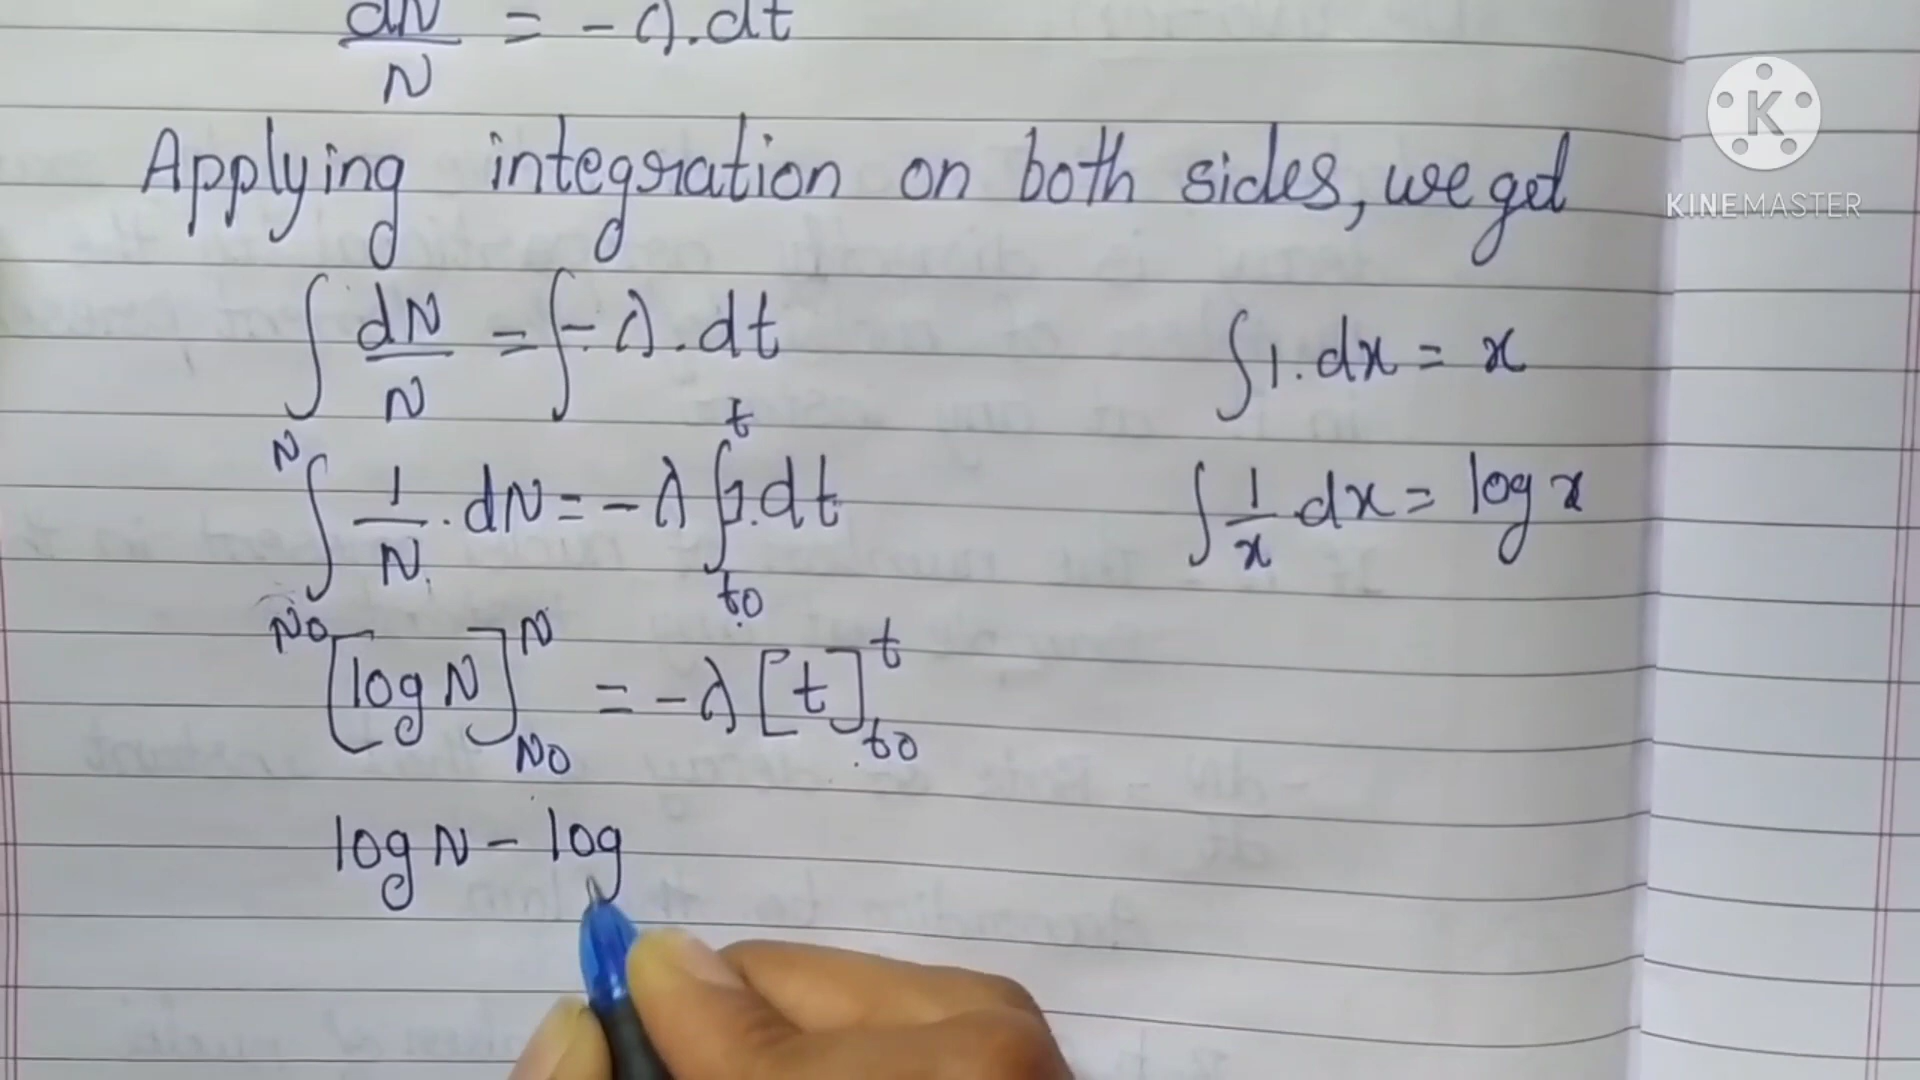 dN/N = -λ.dt
Applying integration on both sides, we get
∫ dN/N = ∫ -λ.dt
∫1.dx = x
∫_{N0}^{N} 1/N . dN = -λ ∫_{t0}^{t} 1.dt
∫ 1/x dx = log x
[log N]_{N0}^{N} = -λ [t]_{t0}^{t}
log N - log
K
KINEMASTER